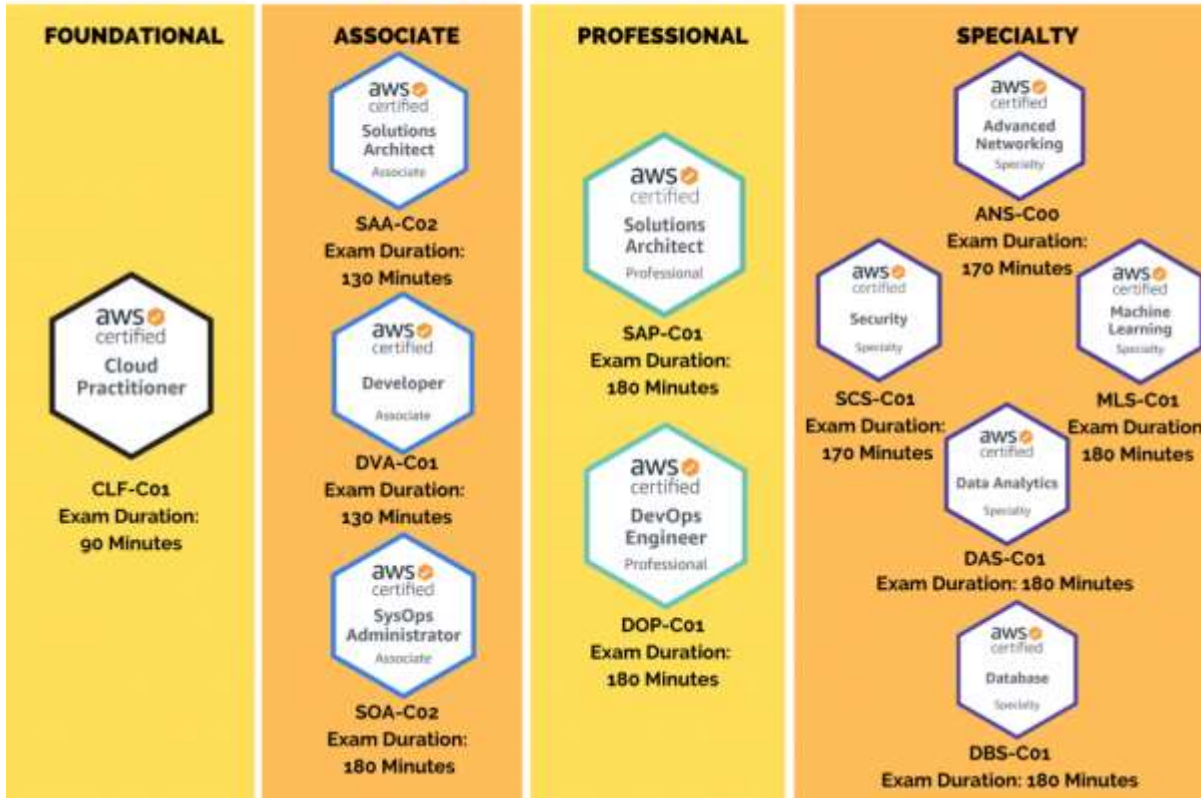 FOUNDATIONAL
aws
certified
Cloud
Practitioner
CLF-C01
Exam Duration:
90 Minutes
ASSOCIATE
aws
certified
Solutions
Architect
Associate
SAA-C02
Exam Duration:
130 Minutes
aws
certified
Developer
Associate
DVA-C01
Exam Duration:
130 Minutes
aws
certified
SysOps
Administrator
Associate
SOA-C02
Exam Duration:
180 Minutes
PROFESSIONAL
aws
certified
Solutions
Architect
Professional
SAP-C01
Exam Duration:
180 Minutes
aws
certified
DevOps
Engineer
Professional
DOP-C01
Exam Duration:
180 Minutes
SPECIALTY
aws
certified
Advanced
Networking
Specialty
ANS-C00
Exam Duration:
170 Minutes
aws
certified
Security
Specialty
SCS-C01
Exam Duration:
170 Minutes
aws
certified
Machine
Learning
Specialty
MLS-C01
Exam Duration:
180 Minutes
aws
certified
Data Analytics
Specialty
DAS-C01
Exam Duration: 180 Minutes
aws
certified
Database
Specialty
DBS-C01
Exam Duration: 180 Minutes